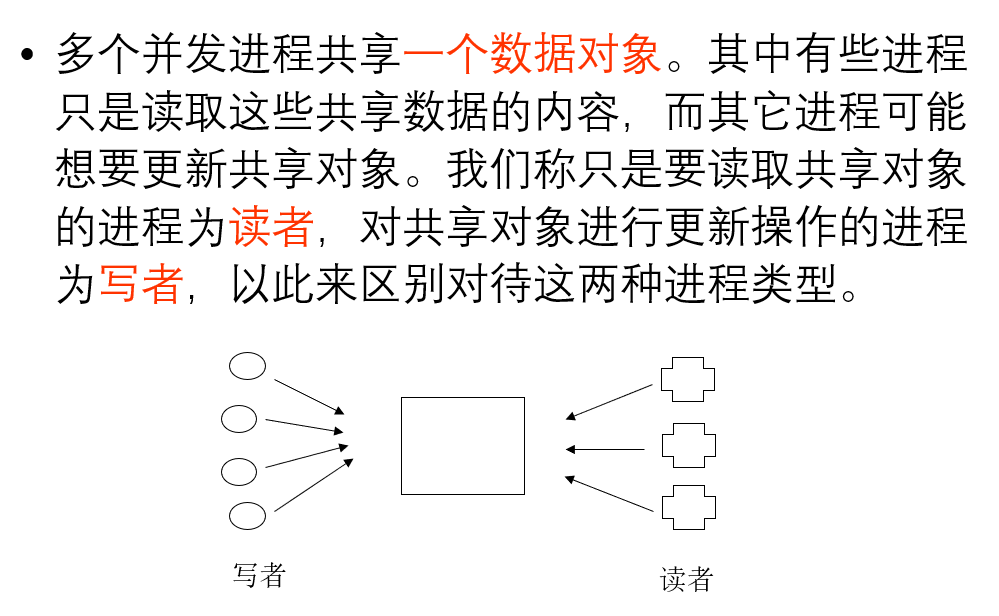 • 多个并发进程共享一个数据对象。其中有些进程
只是读取这些共享数据的内容，而其它进程可能
想要更新共享对象。我们称只是要读取共享对象
的进程为读者，对共享对象进行更新操作的进程
为写者，以此来区别对待这两种进程类型。
写者
读者